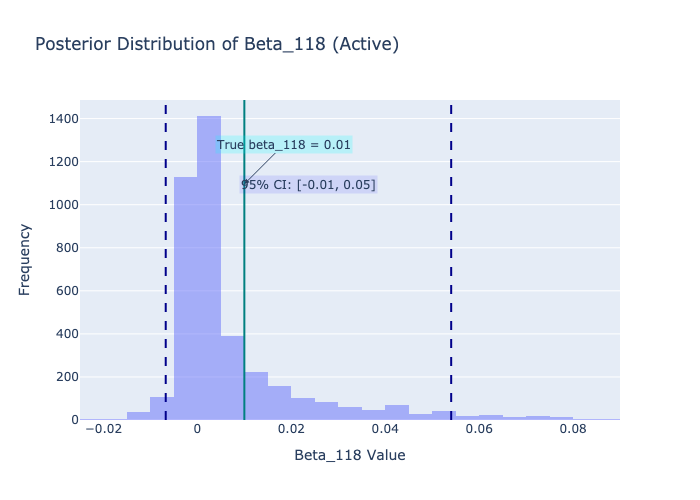 Posterior Distribution of Beta_118 (Active)
1400
True beta_118 = 0.01
1200
95% CI: [-0.01, 0.05]
1000
800
600
400
200
0
Frequency
−0.02 0 0.02 0.04 0.06 0.08
Beta_118 Value